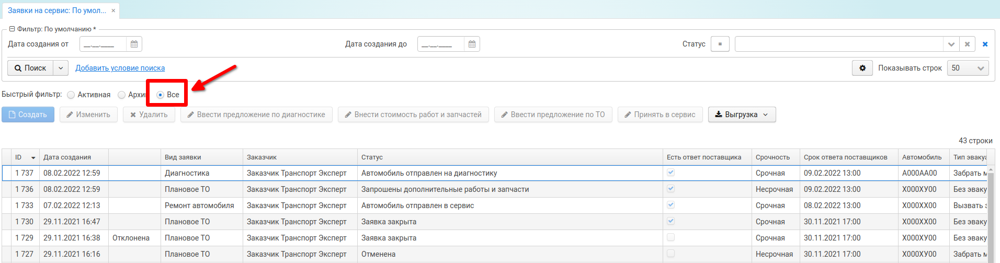 Заявки на сервис: По умол... ×
Фильтр: По умолчанию *
Дата создания от __.__.____ Дата создания до __.__.____ Статус =
Поиск Добавить условие поиска Показывать строк 50
Быстрый фильтр: Активная Архи Все
Создать Изменить Удалить Ввести предложение по диагностике Внести стоимость работ и запчастей Ввести предложение по ТО Принять в сервис Выгрузка
43 строки
ID Дата создания Вид заявки Заказчик Статус Есть ответ поставщика Срочность Срок ответа поставщиков Автомобиль Тип эвакуа
1 737 08.02.2022 12:59 Диагностика Заказчик Транспорт Эксперт Автомобиль отправлен на диагностику Срочная 09.02.2022 13:00 А000АА00 Забрать м
1 736 08.02.2022 12:59 Плановое ТО Заказчик Транспорт Эксперт Запрошены дополнительные работы и запчасти Несрочная 09.02.2022 13:00 Х000ХУ00 Без эваку
1 733 07.02.2022 12:13 Ремонт автомобиля Заказчик Транспорт Эксперт Автомобиль отправлен в сервис Срочная 08.02.2022 13:00 Х000ХХ00 Вызвать э
1 730 29.11.2021 16:47 Плановое ТО Заказчик Транспорт Эксперт Заявка закрыта Срочная 30.11.2021 17:00 Х000ХХ00 Без эваку
1 729 29.11.2021 16:38 Отклонена Плановое ТО Заказчик Транспорт Эксперт Заявка закрыта Срочная 30.11.2021 17:00 Х000ХУ00 Без эваку
1 727 29.11.2021 16:16 Плановое ТО Заказчик Транспорт Эксперт Отменена Несрочная 30.11.2021 17:00 Х000ХУ00 Забрать м